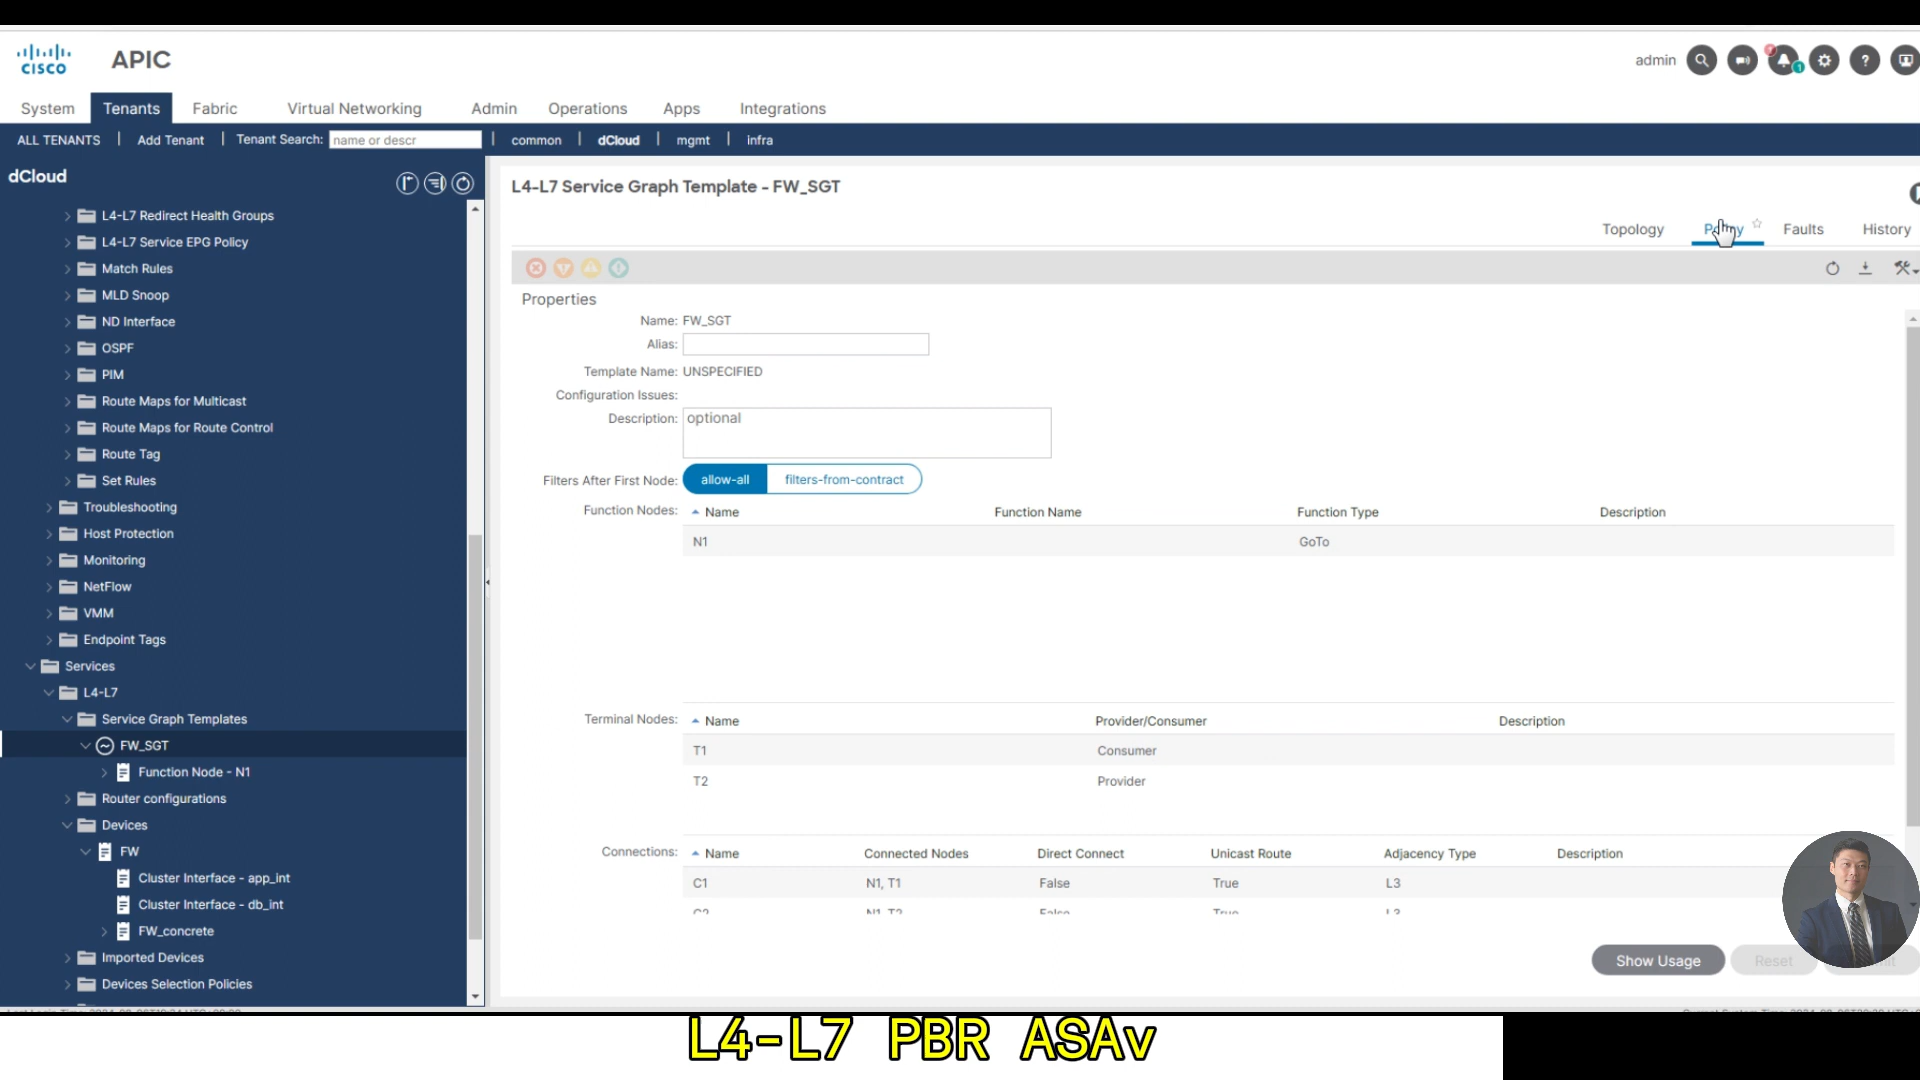 CISCO
APIC
admin
System Tenants Fabric Virtual Networking Admin Operations Apps Integrations
ALL TENANTS | Add Tenant | Tenant Search: name or descr | common | dCloud | mgmt | infra
dCloud
L4-L7 Redirect Health Groups
L4-L7 Service EPG Policy
Match Rules
MLD Snoop
ND Interface
OSPF
PIM
Route Maps for Multicast
Route Maps for Route Control
Route Tag
Set Rules
Troubleshooting
Host Protection
Monitoring
NetFlow
VMM
Endpoint Tags
Services
L4-L7
Service Graph Templates
FW_SGT
Function Node - N1
Router configurations
Devices
FW
Cluster Interface - app_int
Cluster Interface - db_int
FW_concrete
Imported Devices
Devices Selection Policies
L4-L7 Service Graph Template - FW_SGT
Topology Policy Faults History
Properties
Name: FW_SGT
Alias:
Template Name: UNSPECIFIED
Configuration Issues:
Description: optional
Filters After First Node: allow-all filters-from-contract
Function Nodes: Name Function Name Function Type Description
N1 GoTo
Terminal Nodes: Name Provider/Consumer Description
T1 Consumer
T2 Provider
Connections: Name Connected Nodes Direct Connect Unicast Route Adjacency Type Description
C1 N1, T1 False True L3
C2 N1, T2 False True L3
Show Usage Reset
L4-L7 PBR ASAv